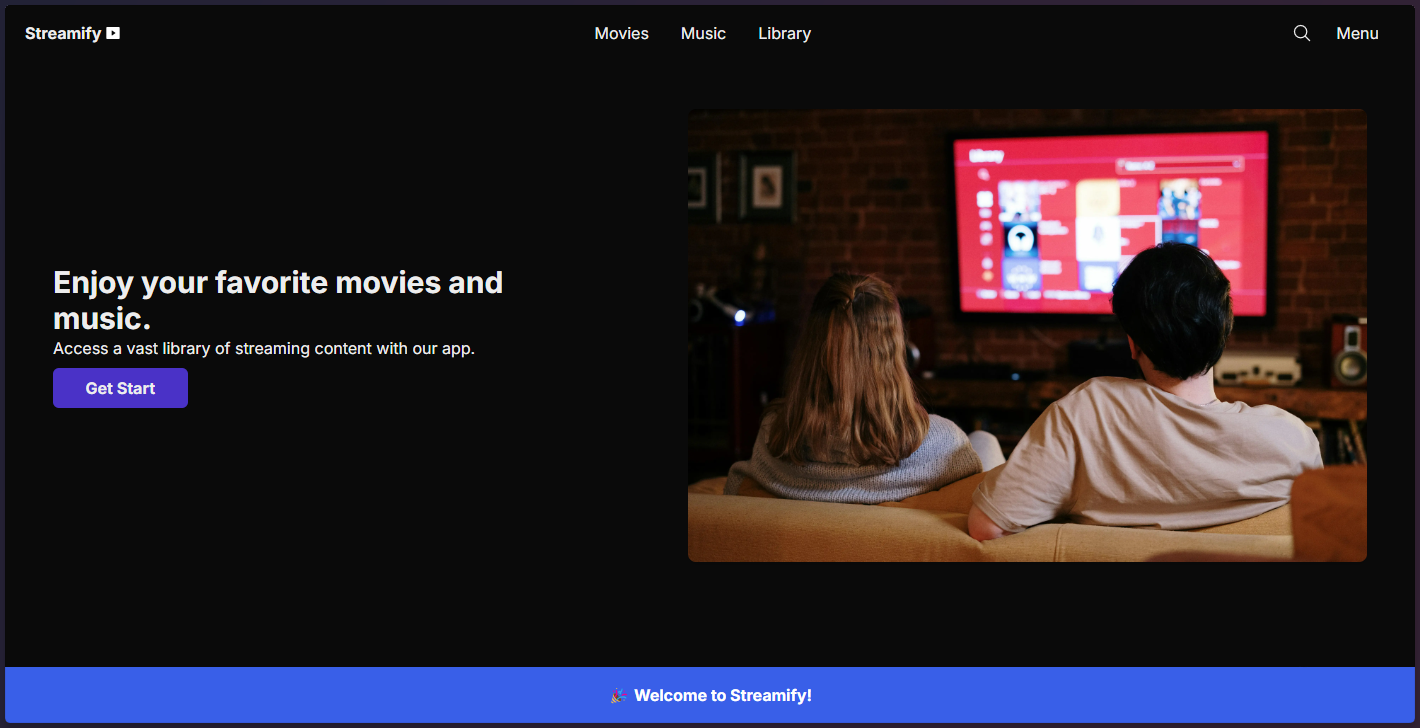 Streamify
Movies
Music
Library
Menu
Library
Enjoy your favorite movies and
music.
Access a vast library of streaming content with our app.
Get Start
🎉 Welcome to Streamify!